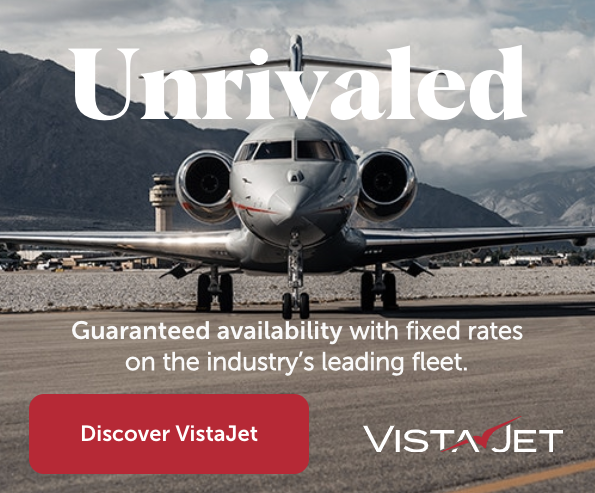 Unrivaled
Guaranteed availability with fixed rates
on the industry's leading fleet.
Discover VistaJet
VISTAJET